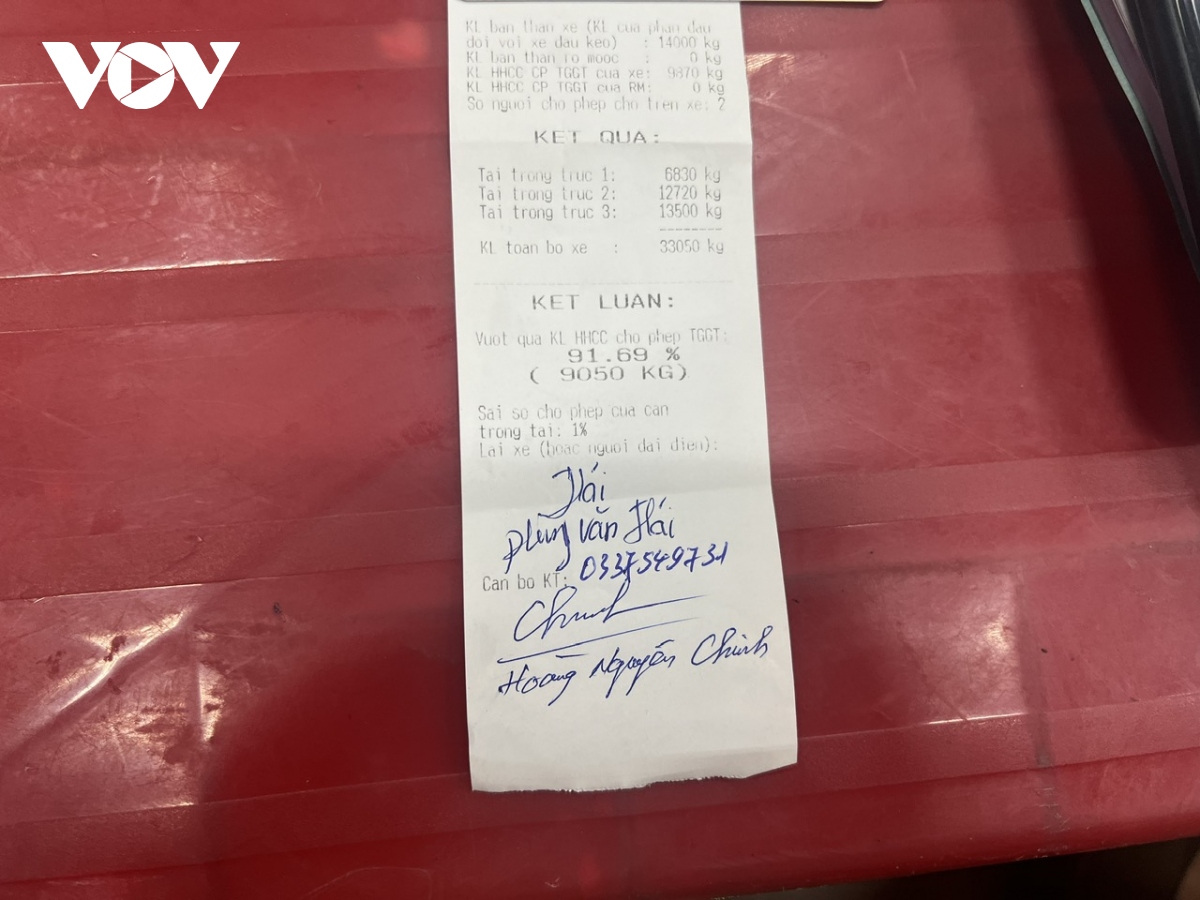 VOV
KL ban than xe (KL cua phan dau
doi voi xe dau keo) : 14000 kg
KL ban than ro mooc : 0 kg
KL HHCC CP TGGT cua xe: 9870 kg
KL HHCC CP TGGT cua RM: 0 kg
So nguoi cho phep cho tren xe: 2
KET QUA:
Tai trong truc 1: 6830 kg
Tai trong truc 2: 12720 kg
Tai trong truc 3: 13500 kg
--------
KL toan bo xe : 33050 kg
KET LUAN:
Vuot qua KL HHCC cho phep TGGT:
91.69 %
( 9050 KG)
Sai so cho phep cua can
trong tai: 1%
Lai xe (hoac nguoi dai dien):
Hái
Phùng Văn Hái
Can bo KT: 0337549731
Chinh
Hoàng Nguyên Chinh